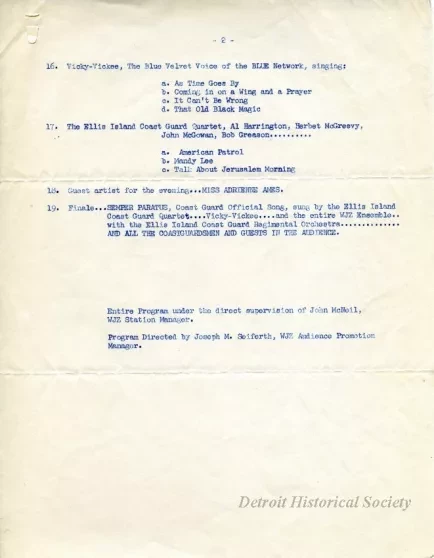 - 2 -
16. Vicky-Vickee, The Blue Velvet Voice of the BLUE Network, singing:
a. As Time Goes By
b. Coming in on a Wing and a Prayer
c. It Can't Be Wrong
d. That Old Black Magic
17. The Ellis Island Coast Guard Quartet, Al Harrington, Herbet McGreevy,
John McGowan, Bob Greason..........
a. American Patrol
b. Mandy Lee
c. Talk About Jerusalem Morning
18. Guest artist for the evening...MISS ADRIENNE AMES.
19. Finale...SEMPER PARATUS, Coast Guard Official Song, sung by the Ellis Island
Coast Guard Quartet....Vicky-Vickee....and the entire WJZ Ensemble..
with the Ellis Island Coast Guard Regimental Orchestra..............
AND ALL THE COASTGUARDSMEN AND GUESTS IN THE AUDIENCE.
Entire Program under the direct supervision of John McNeil,
WJZ Station Manager.
Program Directed by Joseph M. Seiferth, WJZ Audience Promotion
Manager.
Detroit Historical Society